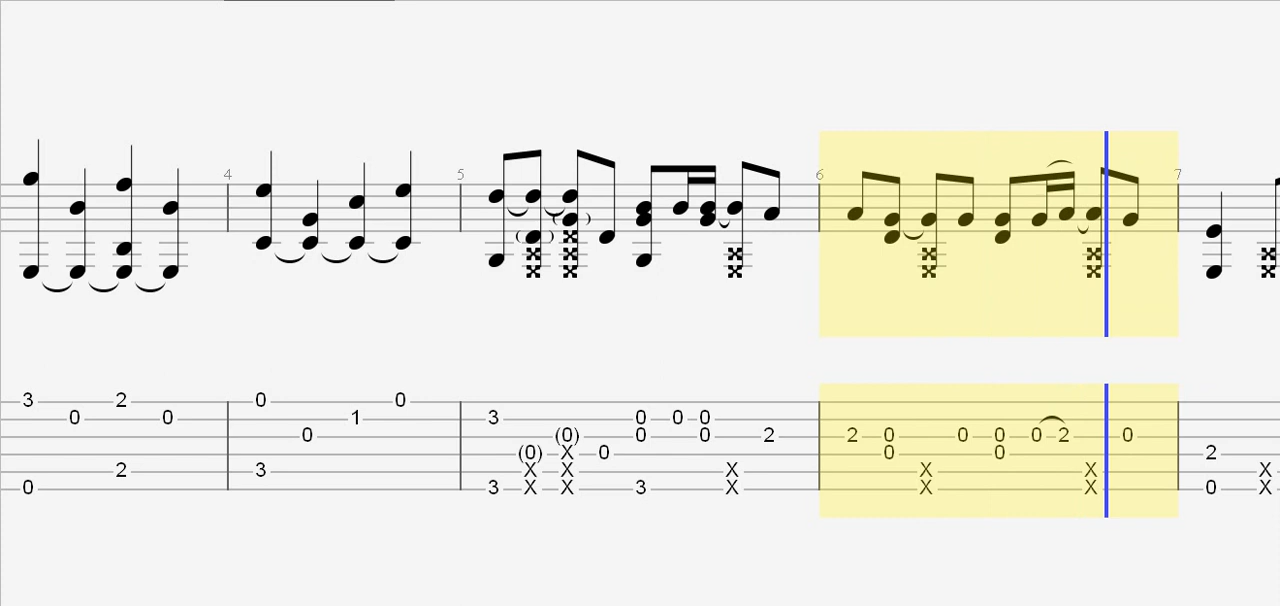 4 5 6 7
3 2 0 0 3 0 0 0
0 0 1 0 0 0
0 (0) 0 0 2 2 0 0 0 0 2 0
(0) X 0 0 0 2
2 3 X X X X X X
0 3 X X 3 X X X 0 X